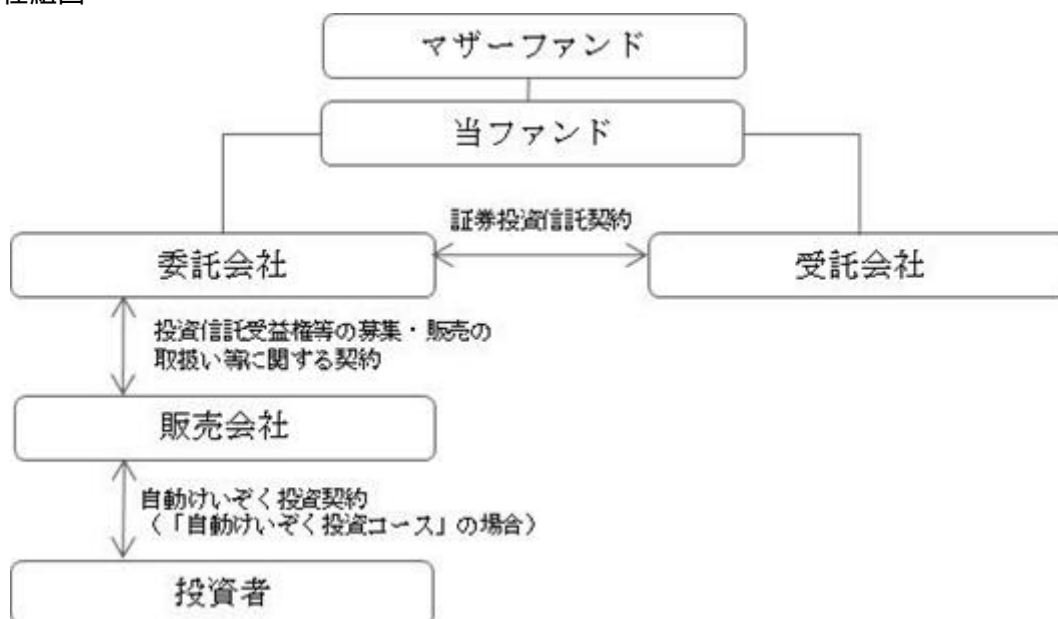 マザーファンド
当ファンド
証券投資信託契約
委託会社
受託会社
投資信託受益権等の募集・販売の
取扱い等に関する契約
販売会社
自動けいぞく投資契約
（「自動けいぞく投資コース」の場合）
投資者